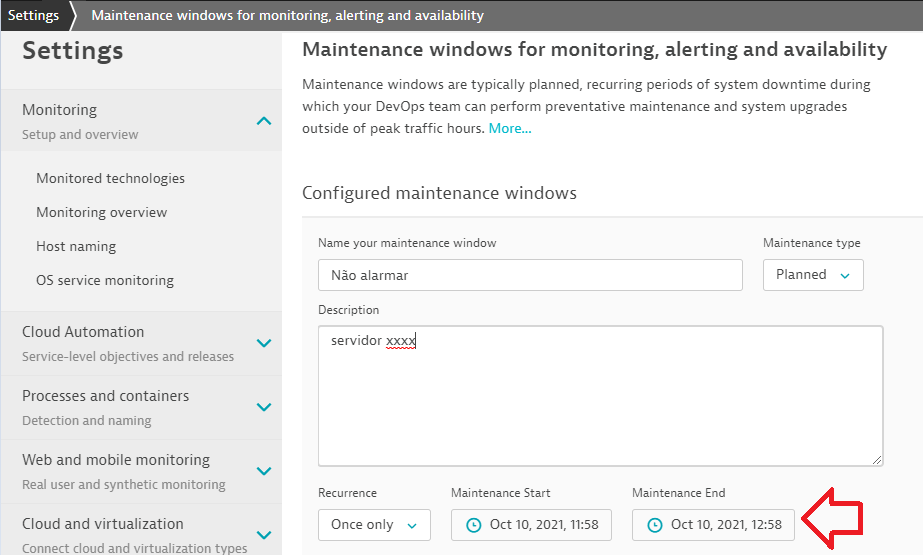 Settings
Maintenance windows for monitoring, alerting and availability
Settings
Monitoring
Setup and overview
Monitored technologies
Monitoring overview
Host naming
OS service monitoring
Cloud Automation
Service-level objectives and releases
Processes and containers
Detection and naming
Web and mobile monitoring
Real user and synthetic monitoring
Cloud and virtualization
Connect cloud and virtualization types
Maintenance windows for monitoring, alerting and availability
Maintenance windows are typically planned, recurring periods of system downtime during
which your DevOps team can perform preventative maintenance and system upgrades
outside of peak traffic hours. More...
Configured maintenance windows
Name your maintenance window
Maintenance type
Não alarmar
Planned
Description
servidor xxxx
Recurrence
Maintenance Start
Maintenance End
Once only
Oct 10, 2021, 11:58
Oct 10, 2021, 12:58